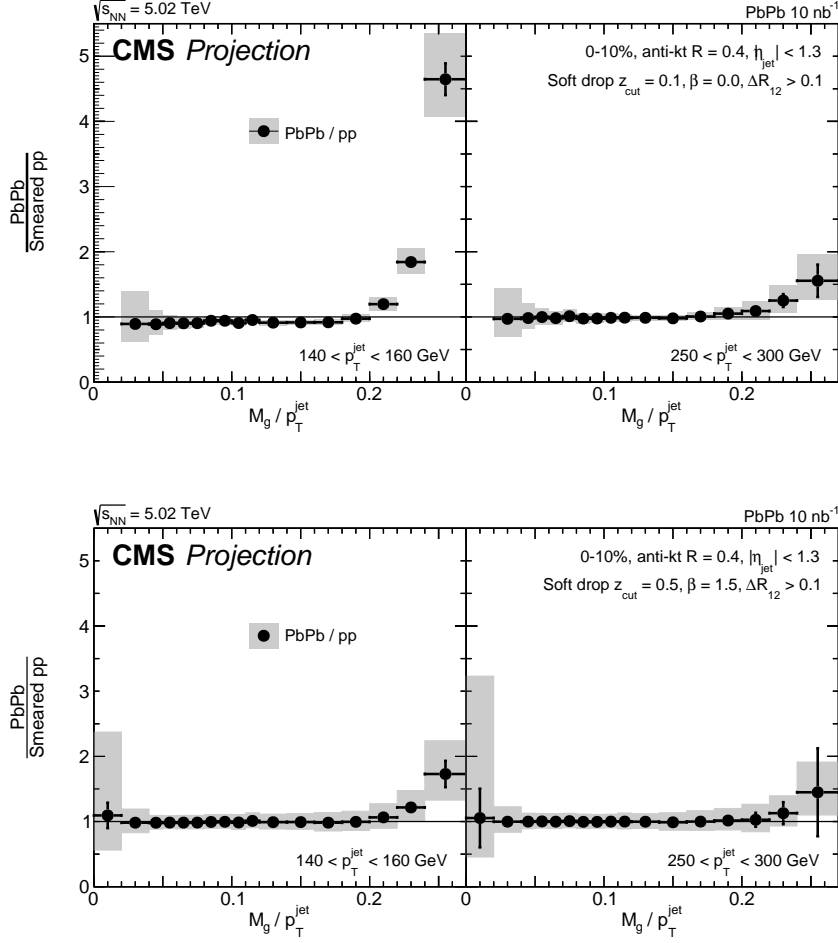 √s_NN = 5.02 TeV
PbPb 10 nb⁻¹
CMS Projection
0-10%, anti-kt R = 0.4, |η_jet| < 1.3
Soft drop z_cut = 0.1, β = 0.0, ΔR_12 > 0.1
PbPb / pp
PbPb
Smeared pp
5
4
3
2
1
0
140 < p_T^jet < 160 GeV
250 < p_T^jet < 300 GeV
0 0.1 0.2 0 0.1 0.2
M_g / p_T^jet
M_g / p_T^jet
√s_NN = 5.02 TeV
PbPb 10 nb⁻¹
CMS Projection
0-10%, anti-kt R = 0.4, |η_jet| < 1.3
Soft drop z_cut = 0.5, β = 1.5, ΔR_12 > 0.1
PbPb / pp
PbPb
Smeared pp
5
4
3
2
1
0
140 < p_T^jet < 160 GeV
250 < p_T^jet < 300 GeV
0 0.1 0.2 0 0.1 0.2
M_g / p_T^jet
M_g / p_T^jet